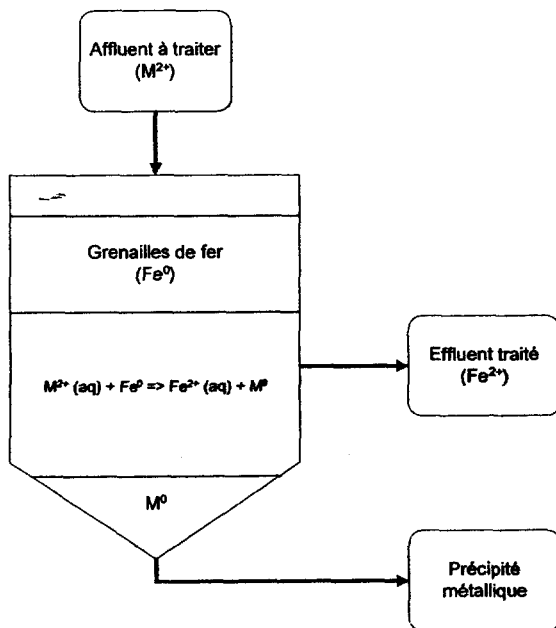 Affluent à traiter
(M²⁺)
Grenailles de fer
(Fe⁰)
M²⁺ (aq) + Fe⁰ => Fe²⁺ (aq) + M⁰
Effluent traité
(Fe²⁺)
M⁰
Précipité
métallique